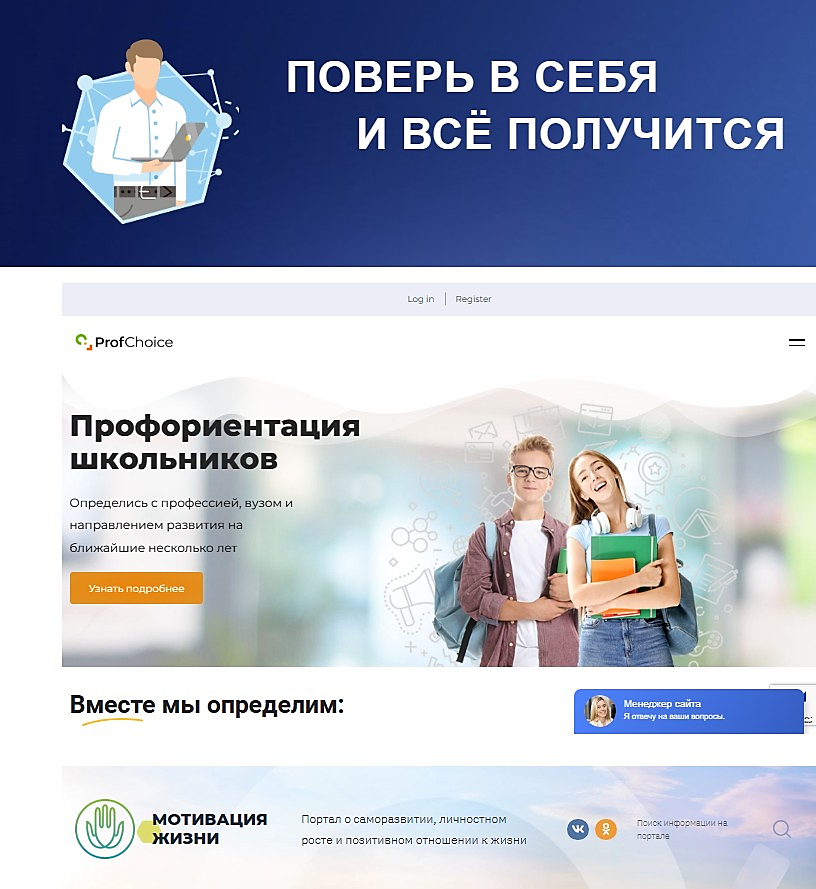 ПОВЕРЬ В СЕБЯ
И ВСЁ ПОЛУЧИТСЯ
Log in | Register
ProfChoice
Профориентация
школьников
Определись с профессией, вузом и
направлением развития на
ближайшие несколько лет
Узнать подробнее
Вместе мы определим:
Менеджер сайта
Я отвечу на ваши вопросы.
МОТИВАЦИЯ
ЖИЗНИ
Портал о саморазвитии, личностном
росте и позитивном отношении к жизни
Поиск информации на
портале